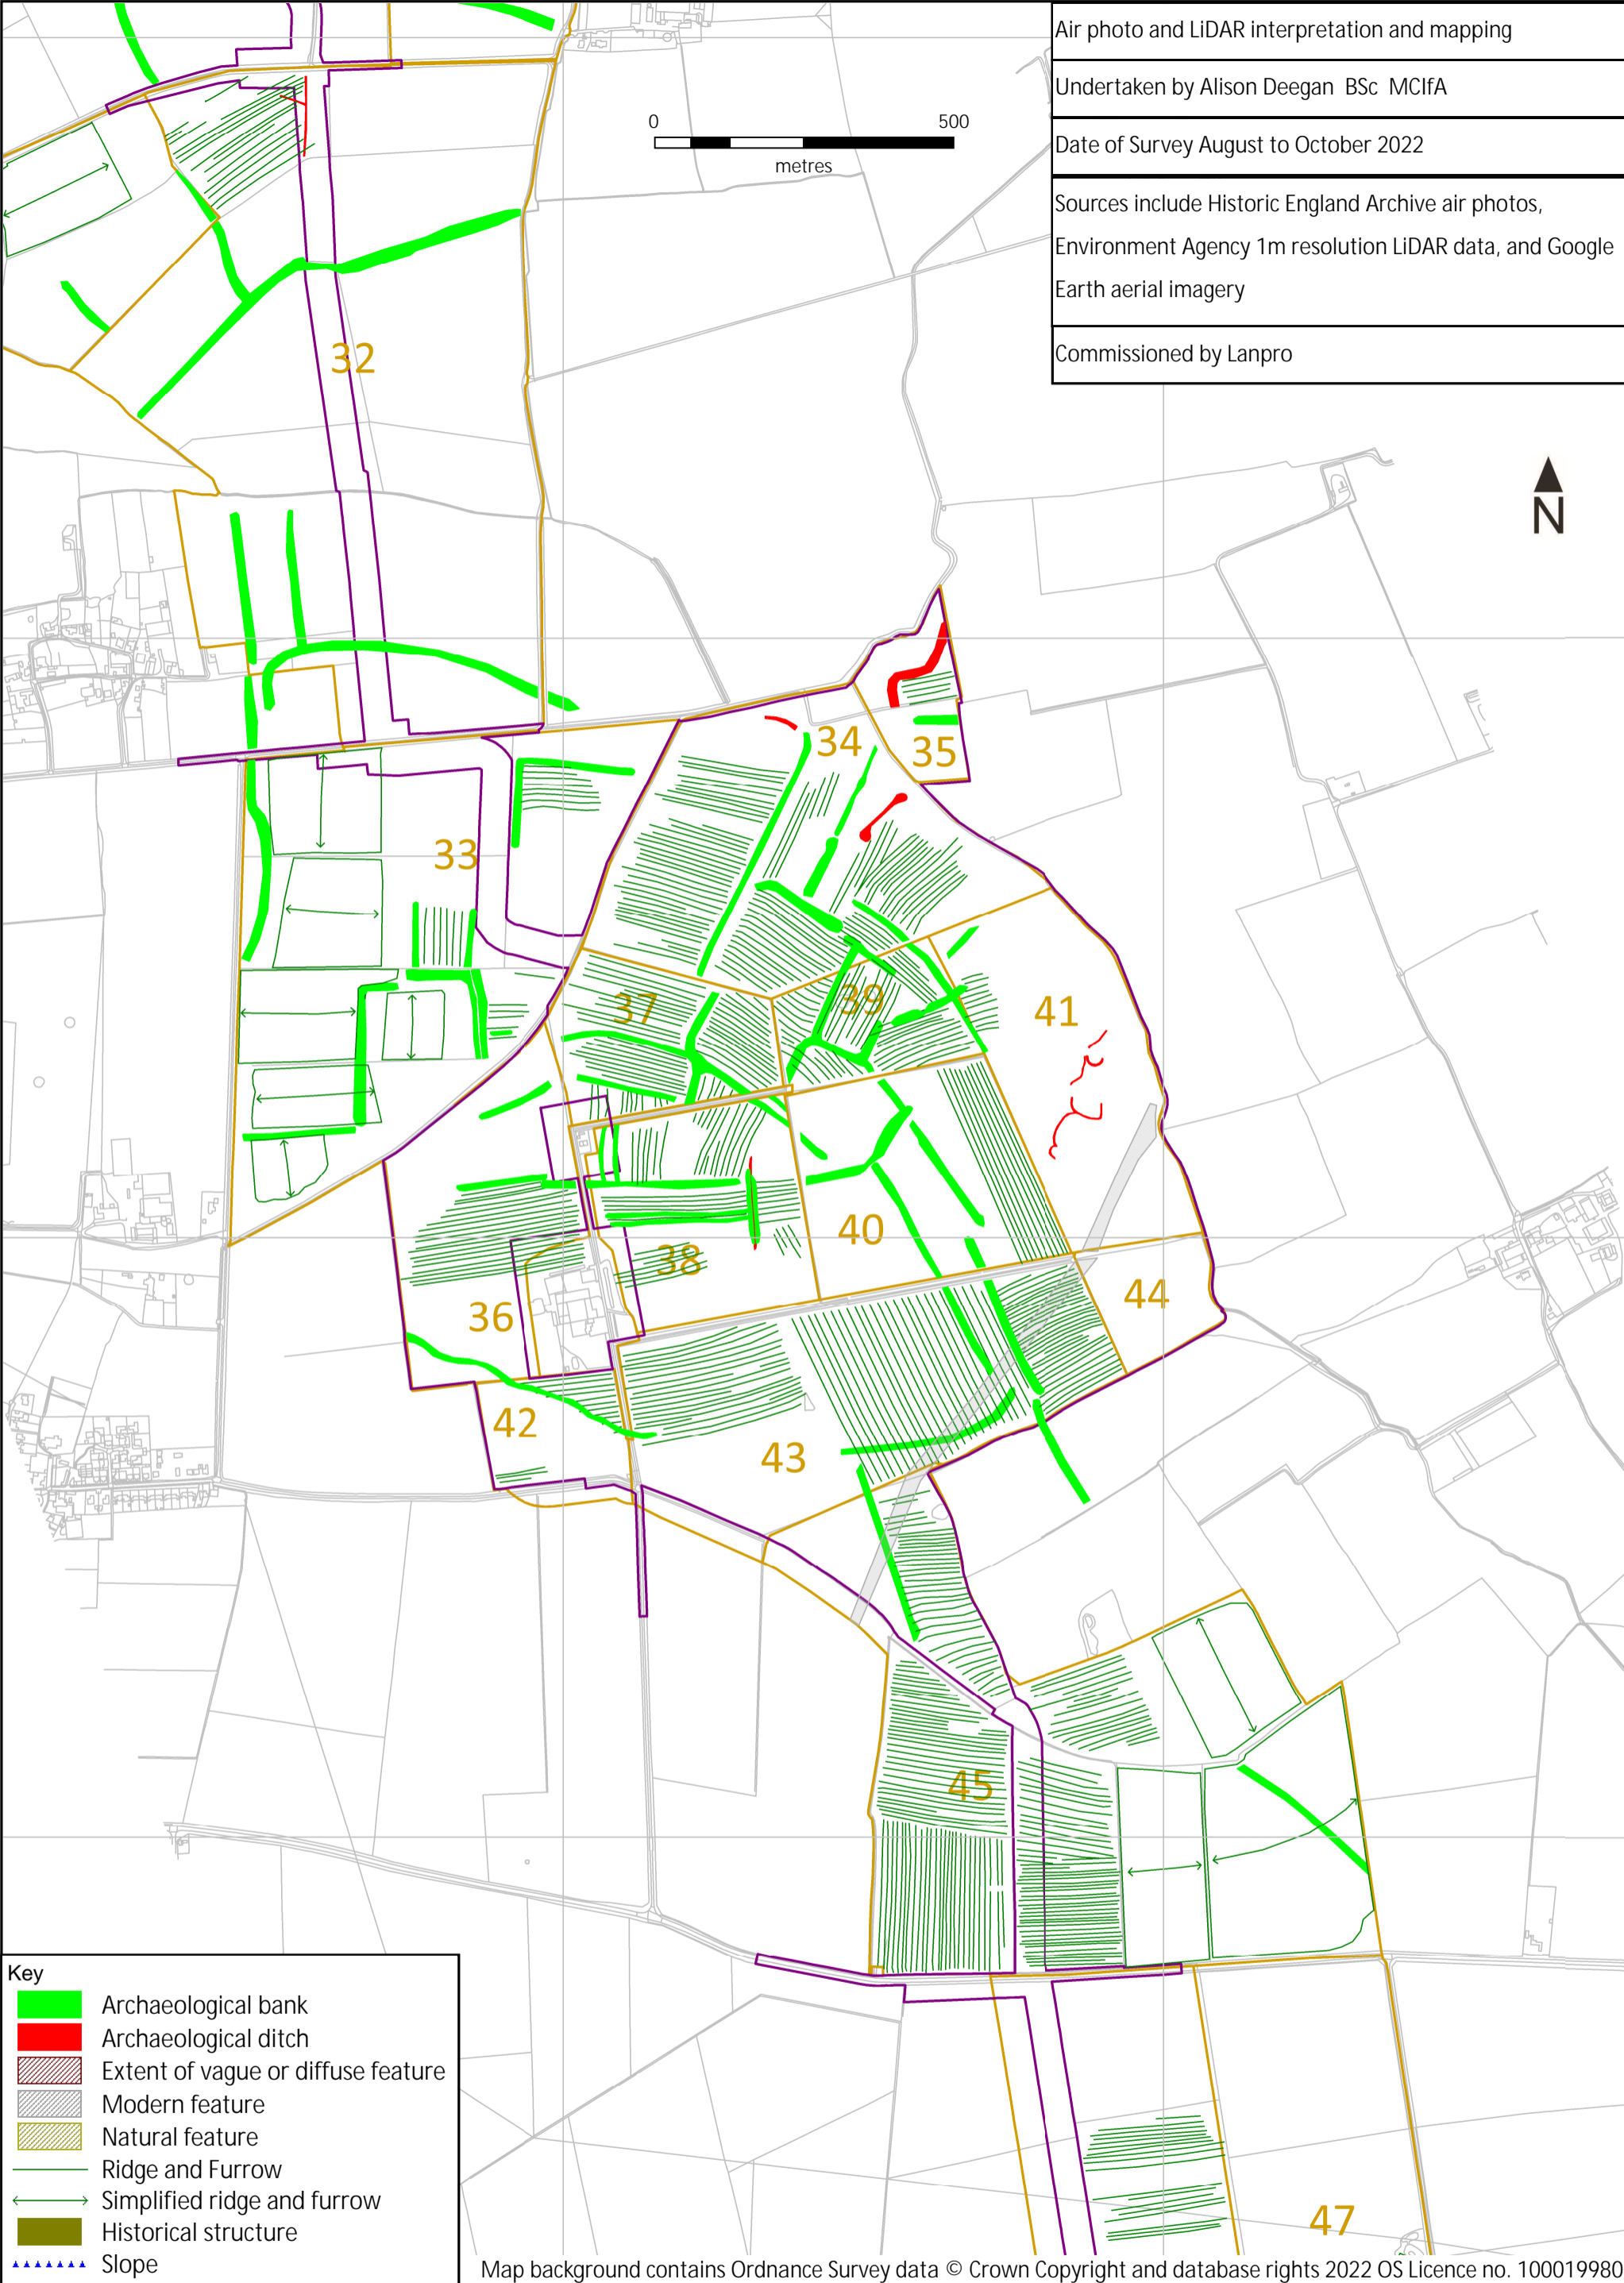 Air photo and LiDAR interpretation and mapping
Undertaken by Alison Deegan  BSc  MCIfA
Date of Survey August to October 2022
Sources include Historic England Archive air photos,
Environment Agency 1m resolution LiDAR data, and Google
Earth aerial imagery
Commissioned by Lanpro
0 500
metres
N
32
34
35
33
37
39
41
40
38
36
44
42
43
45
47
Key
Archaeological bank
Archaeological ditch
Extent of vague or diffuse feature
Modern feature
Natural feature
Ridge and Furrow
Simplified ridge and furrow
Historical structure
Slope
Map background contains Ordnance Survey data © Crown Copyright and database rights 2022 OS Licence no. 100019980